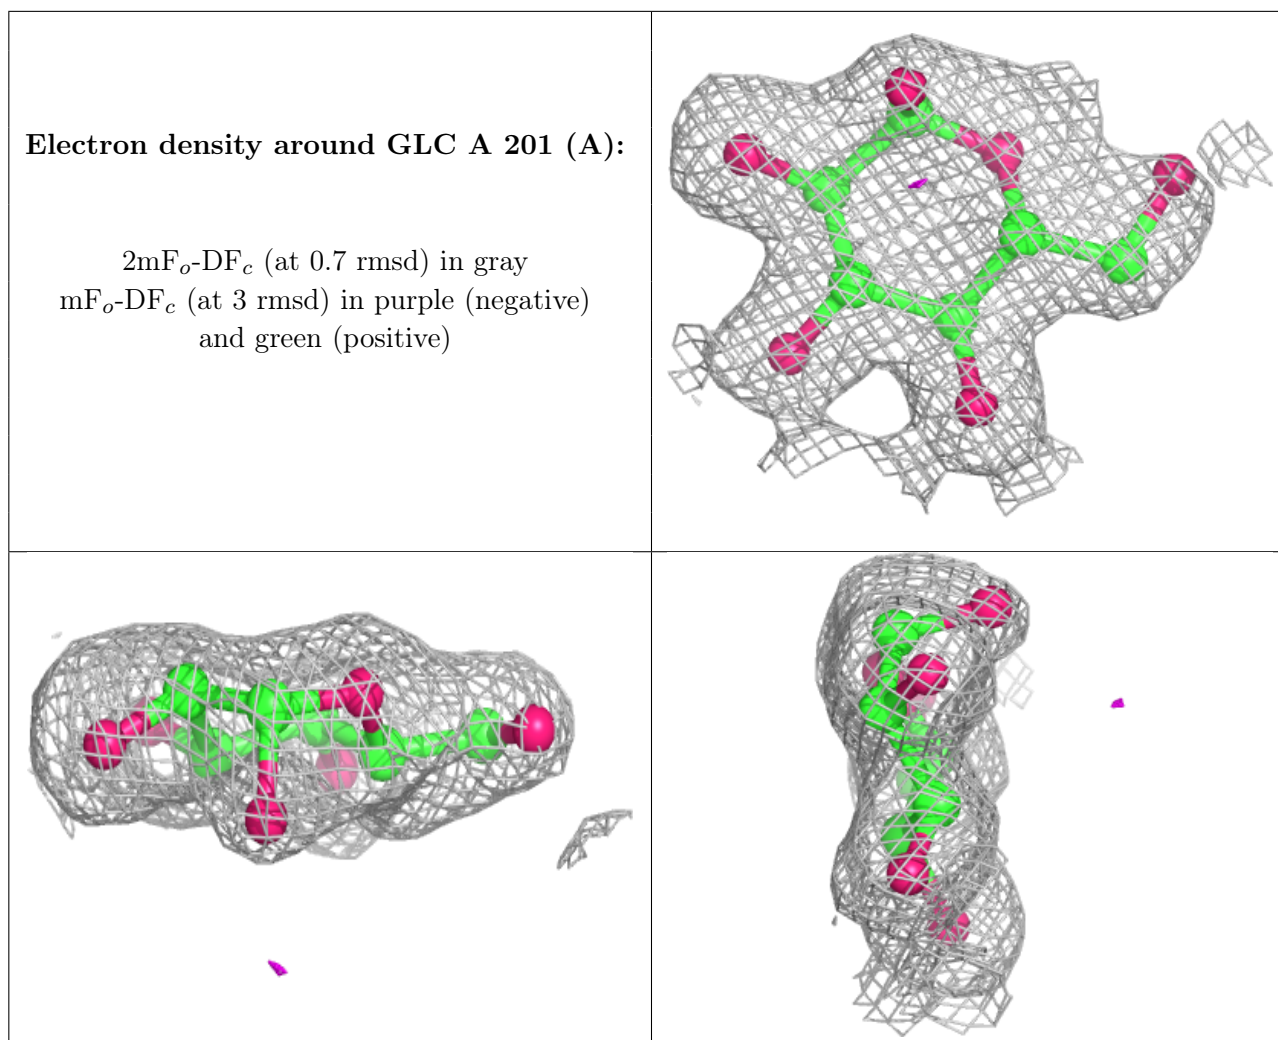 Electron density around GLC A 201 (A):
2mFₒ-DF𝒸 (at 0.7 rmsd) in gray
mFₒ-DF𝒸 (at 3 rmsd) in purple (negative)
and green (positive)